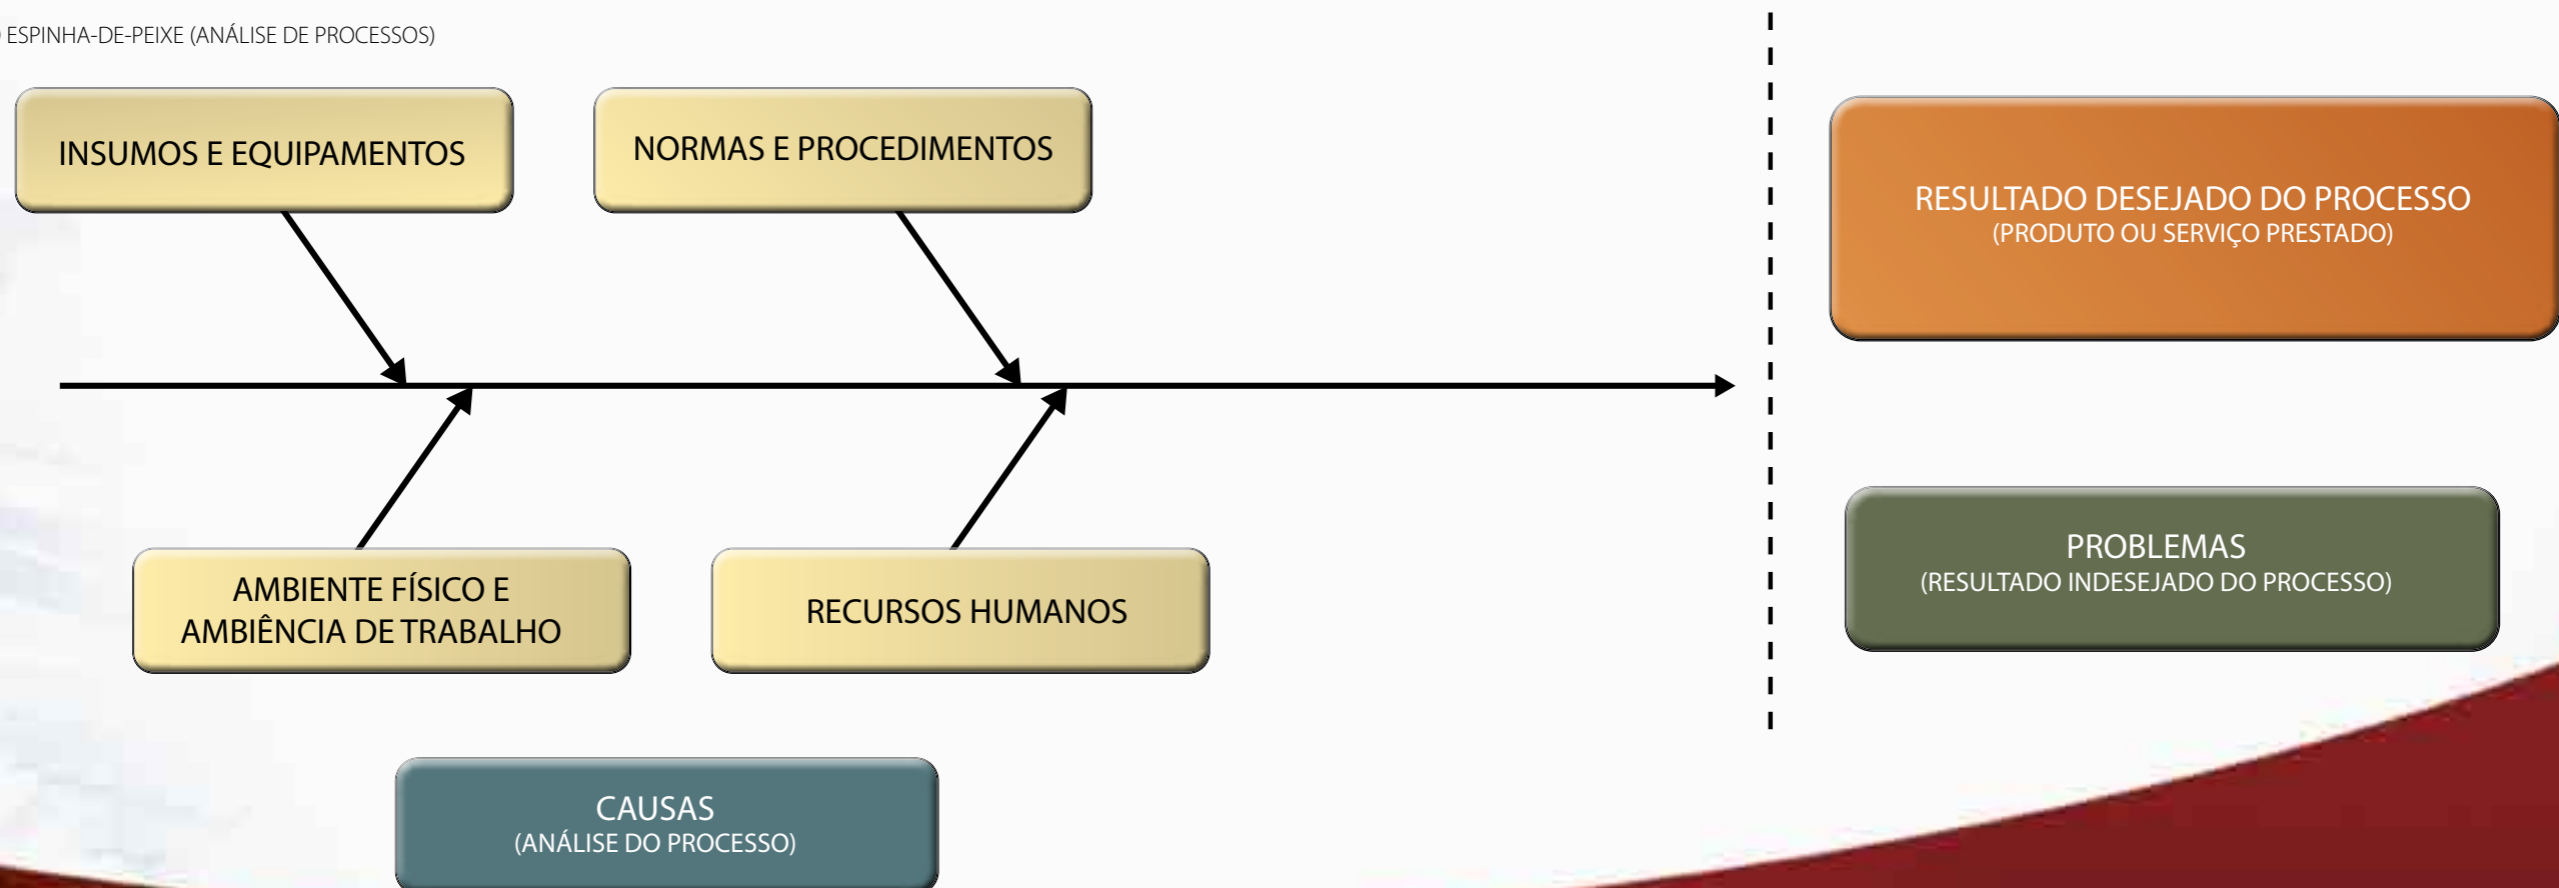 ESPINHA-DE-PEIXE (ANÁLISE DE PROCESSOS)
INSUMOS E EQUIPAMENTOS
NORMAS E PROCEDIMENTOS
RESULTADO DESEJADO DO PROCESSO
(PRODUTO OU SERVIÇO PRESTADO)
AMBIENTE FÍSICO E
AMBIÊNCIA DE TRABALHO
RECURSOS HUMANOS
PROBLEMAS
(RESULTADO INDESEJADO DO PROCESSO)
CAUSAS
(ANÁLISE DO PROCESSO)